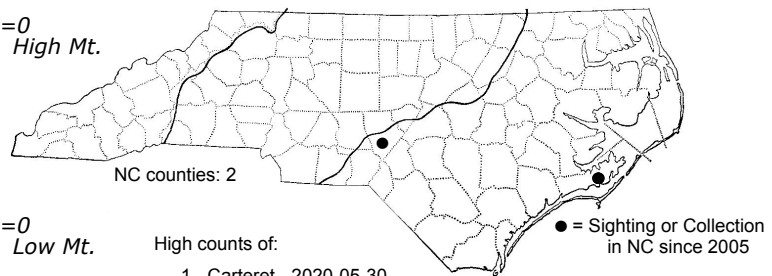 =0
High Mt.
NC counties: 2
=0
Low Mt.
High counts of:
● = Sighting or Collection
in NC since 2005
1 - Carteret - 2020-05-30